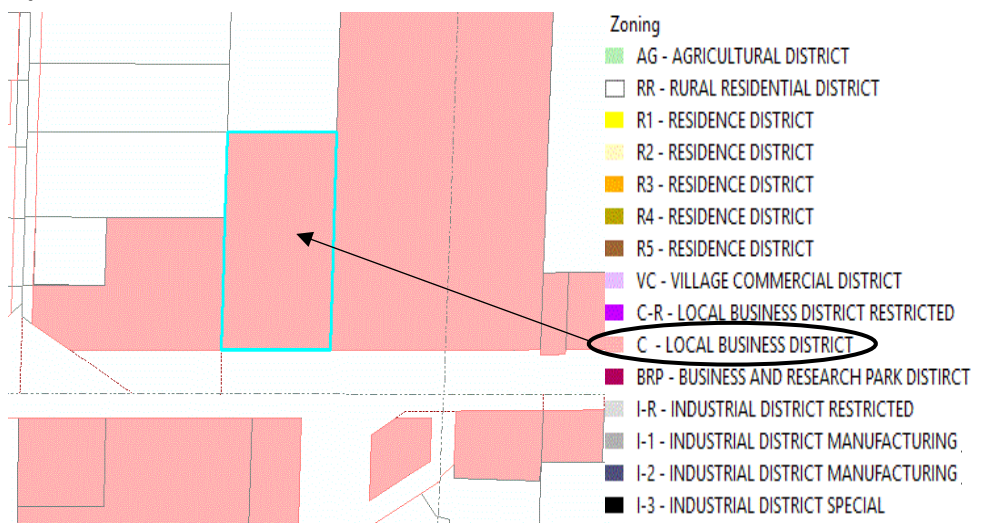 Zoning
AG - AGRICULTURAL DISTRICT
RR - RURAL RESIDENTIAL DISTRICT
R1 - RESIDENCE DISTRICT
R2 - RESIDENCE DISTRICT
R3 - RESIDENCE DISTRICT
R4 - RESIDENCE DISTRICT
R5 - RESIDENCE DISTRICT
VC - VILLAGE COMMERCIAL DISTRICT
C-R - LOCAL BUSINESS DISTRICT RESTRICTED
C - LOCAL BUSINESS DISTRICT
BRP - BUSINESS AND RESEARCH PARK DISTIRCT
I-R - INDUSTRIAL DISTRICT RESTRICTED
I-1 - INDUSTRIAL DISTRICT MANUFACTURING
I-2 - INDUSTRIAL DISTRICT MANUFACTURING
I-3 - INDUSTRIAL DISTRICT SPECIAL